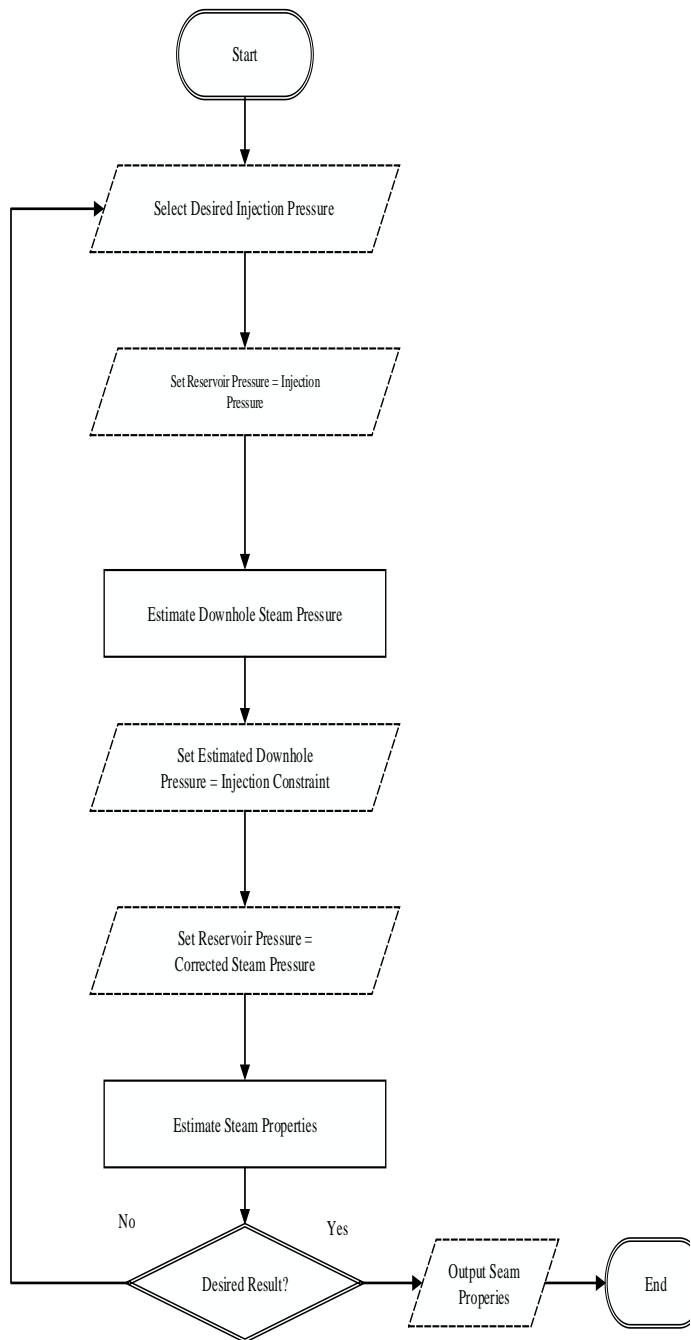 Start
Select Desired Injection Pressure
Set Reservoir Pressure = Injection
Pressure
Estimate Downhole Steam Pressure
Set Estimated Downhole
Pressure = Injection Constraint
Set Reservoir Pressure =
Corrected Steam Pressure
Estimate Steam Properties
No
Yes
Desired Result?
Output Seam
Properies
End